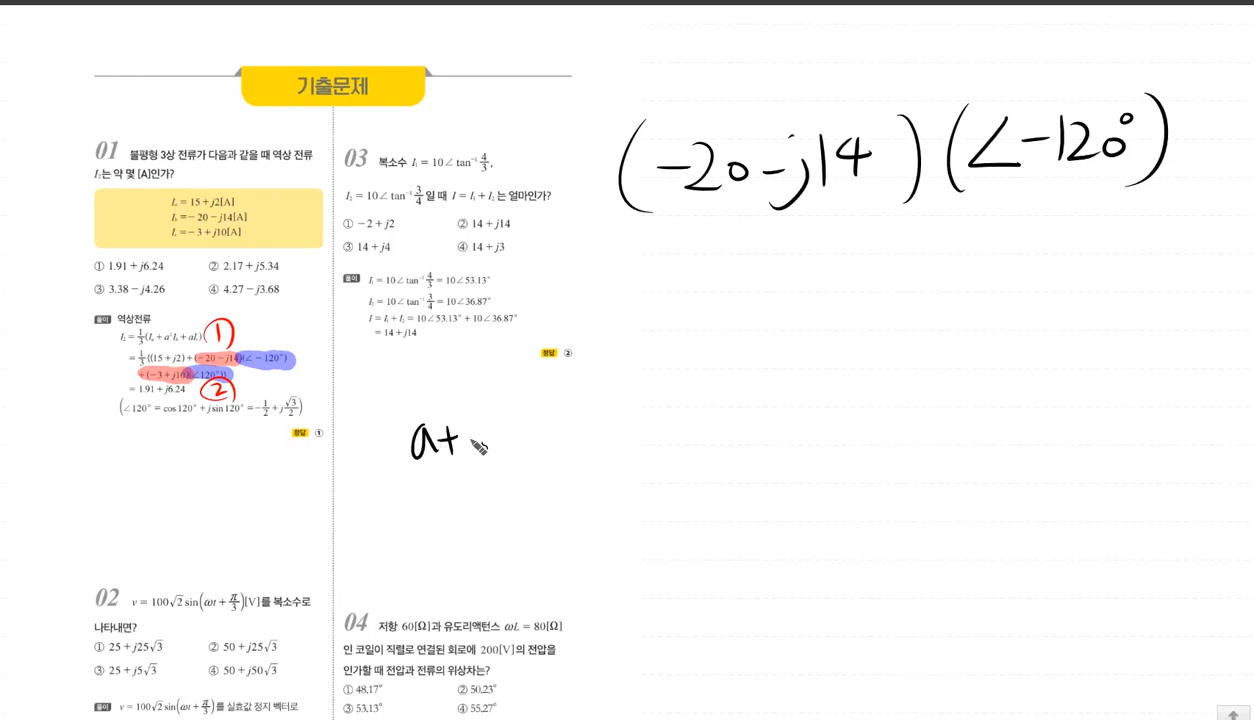 기출문제
01 불평형 3상 전류가 다음과 같을 때 역상 전류
I₂는 약 몇 [A]인가?
Iₐ = 15 + j2[A]
I_b = −20 − j14[A]
I_c = −3 + j10[A]
① 1.91 + j6.24 ② 2.17 + j5.34
③ 3.38 − j4.26 ④ 4.27 − j3.68
풀이 역상전류
I₂ = 1/3(Iₐ + a²I_b + aI_c) ①
= 1/3{(15 + j2) + (−20 − j14)(∠−120°)
+ (−3 + j10)(∠120°)}
= 1.91 + j6.24 ②
(∠120° = cos120° + jsin120° = −1/2 + j√3/2)
정답 ①
02 v = 100√2 sin(ωt + π/3)[V]를 복소수로
나타내면?
① 25 + j25√3 ② 50 + j25√3
③ 25 + j5√3 ④ 50 + j50√3
풀이 v = 100√2 sin(ωt + π/3)를 실효값 정지 벡터로
03 복소수 I₁ = 10∠tan⁻¹ 4/3,
I₂ = 10∠tan⁻¹ 3/4일 때 I = I₁ + I₂는 얼마인가?
① −2 + j2 ② 14 + j14
③ 14 + j4 ④ 14 + j3
풀이 I₁ = 10∠tan⁻¹ 4/3 = 10∠53.13°
I₂ = 10∠tan⁻¹ 3/4 = 10∠36.87°
I = I₁ + I₂ = 10∠53.13° + 10∠36.87°
= 14 + j14
정답 ②
a+
04 저항 60[Ω]과 유도리액턴스 ωL = 80[Ω]
인 코일이 직렬로 연결된 회로에 200[V]의 전압을
인가할 때 전압과 전류의 위상차는?
① 48.17° ② 50.23°
③ 53.13° ④ 55.27°
(−20−j14)(∠−120°)